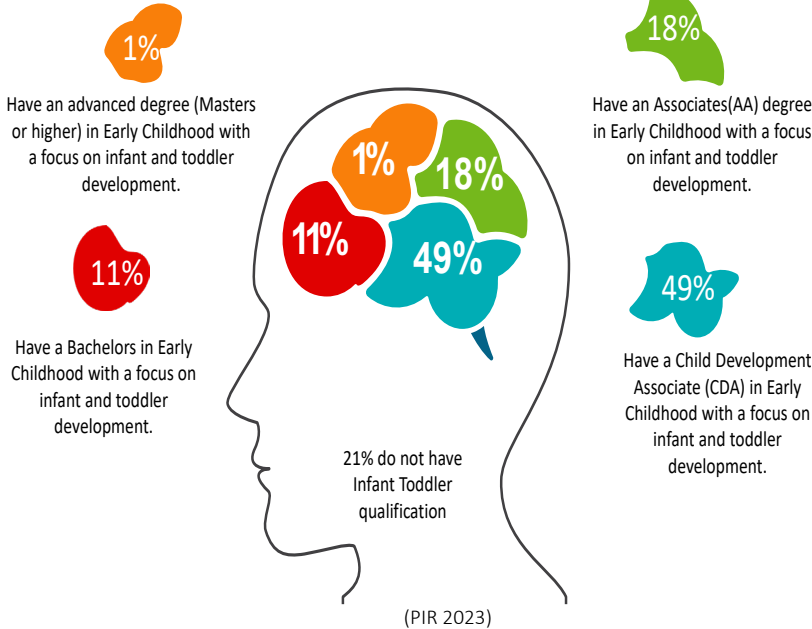 1%
Have an advanced degree (Masters
or higher) in Early Childhood with
a focus on infant and toddler
development.
18%
Have an Associates(AA) degree
in Early Childhood with a focus
on infant and toddler
development.
11%
Have a Bachelors in Early
Childhood with a focus on
infant and toddler
development.
1%
18%
11%
49%
49%
Have a Child Development
Associate (CDA) in Early
Childhood with a focus on
infant and toddler
development.
21% do not have
Infant Toddler
qualification
(PIR 2023)